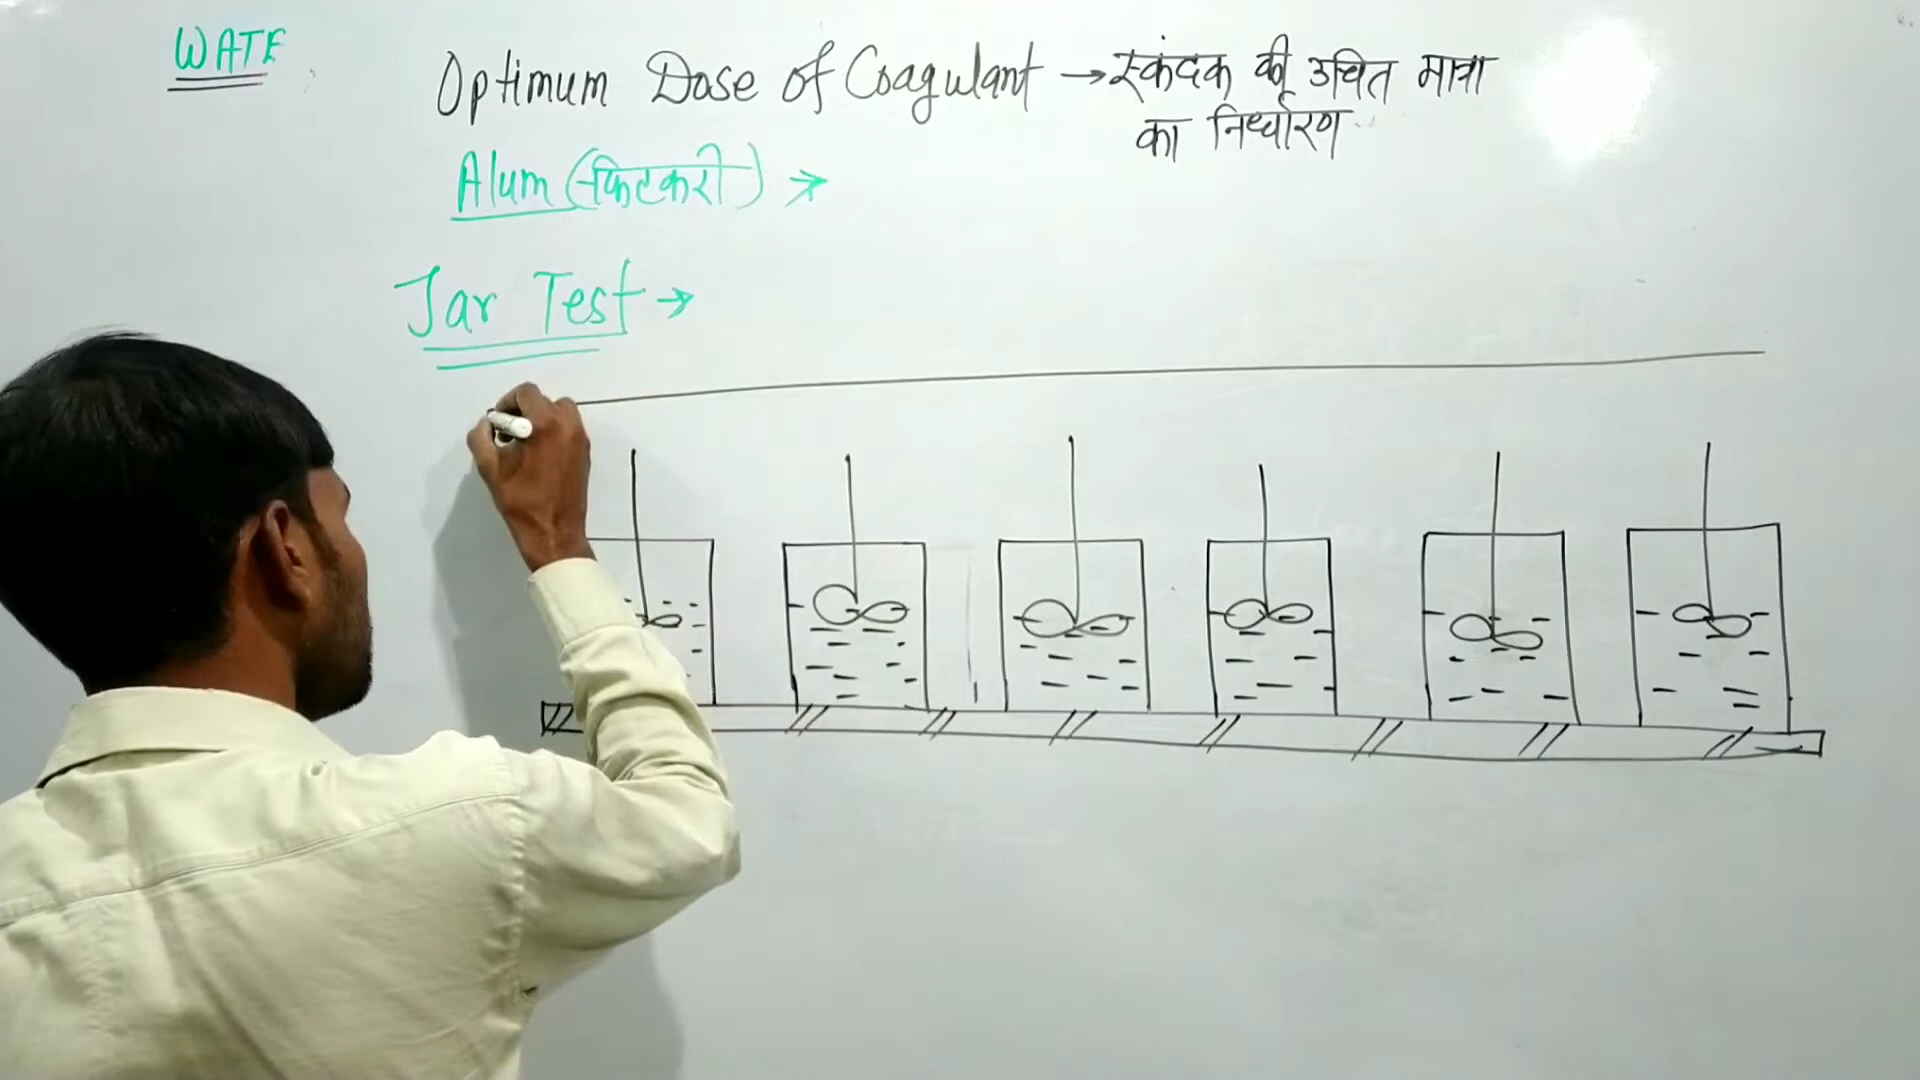 WATE
Optimum Dose of Coagulant → स्कंदक की उचित मात्रा
का निर्ध्धारण
Alum (फिटकरी) →
Jar Test →